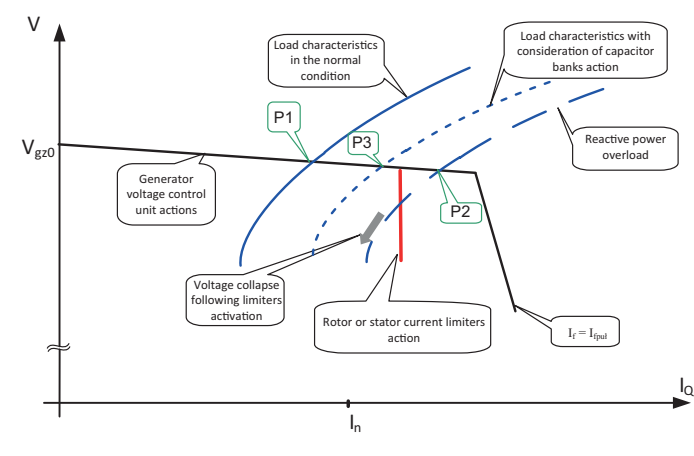 V
Load characteristics
in the normal
condition
Load characteristics with
consideration of capacitor
banks action
P1
P3
Reactive power
overload
Vgz0
Generator
voltage control
unit actions
P2
Voltage collapse
following limiters
activation
Rotor or stator current limiters
action
If = Ifpul
IQ
In